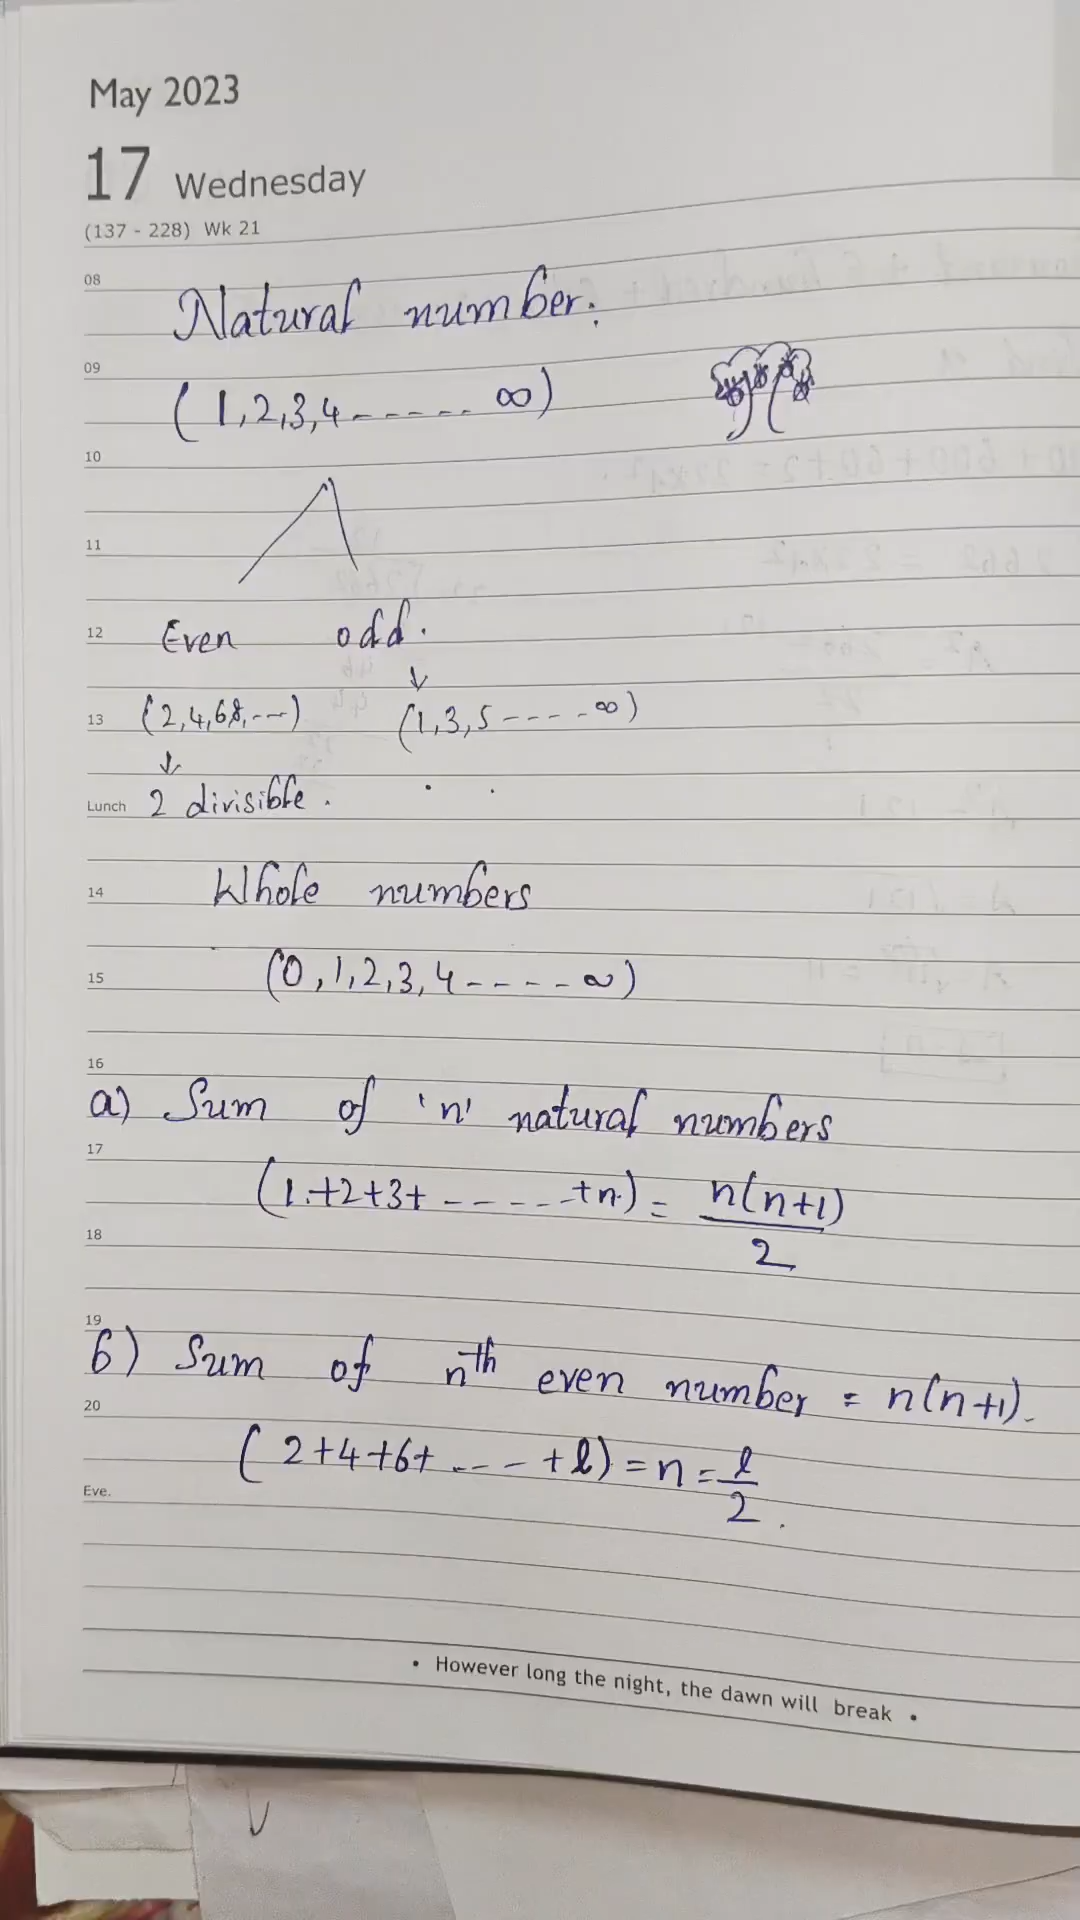 May 2023
17 Wednesday
(137 - 228) Wk 21
08
Natural number.
09
(1,2,3,4------ ∞)
10
11
12 Even odd.
↓
13 (2,4,6,8,---) (1,3,5----- ∞)
↓
Lunch 2 divisible.
14 Whole numbers
15 (0,1,2,3,4----- ∞)
16
a) Sum of 'n' natural numbers
17
(1+2+3+ ----- +n) = n(n+1)/2
18
19
b) Sum of nth even number = n(n+1).
20
(2+4+6+ --- +l) = n = l/2.
Eve.
• However long the night, the dawn will break •